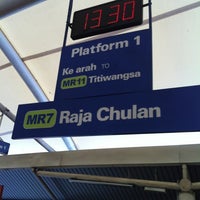 13 30
Platform 1
Ke arah TO
MR11 Titiwangsa
MR7 Raja Chulan